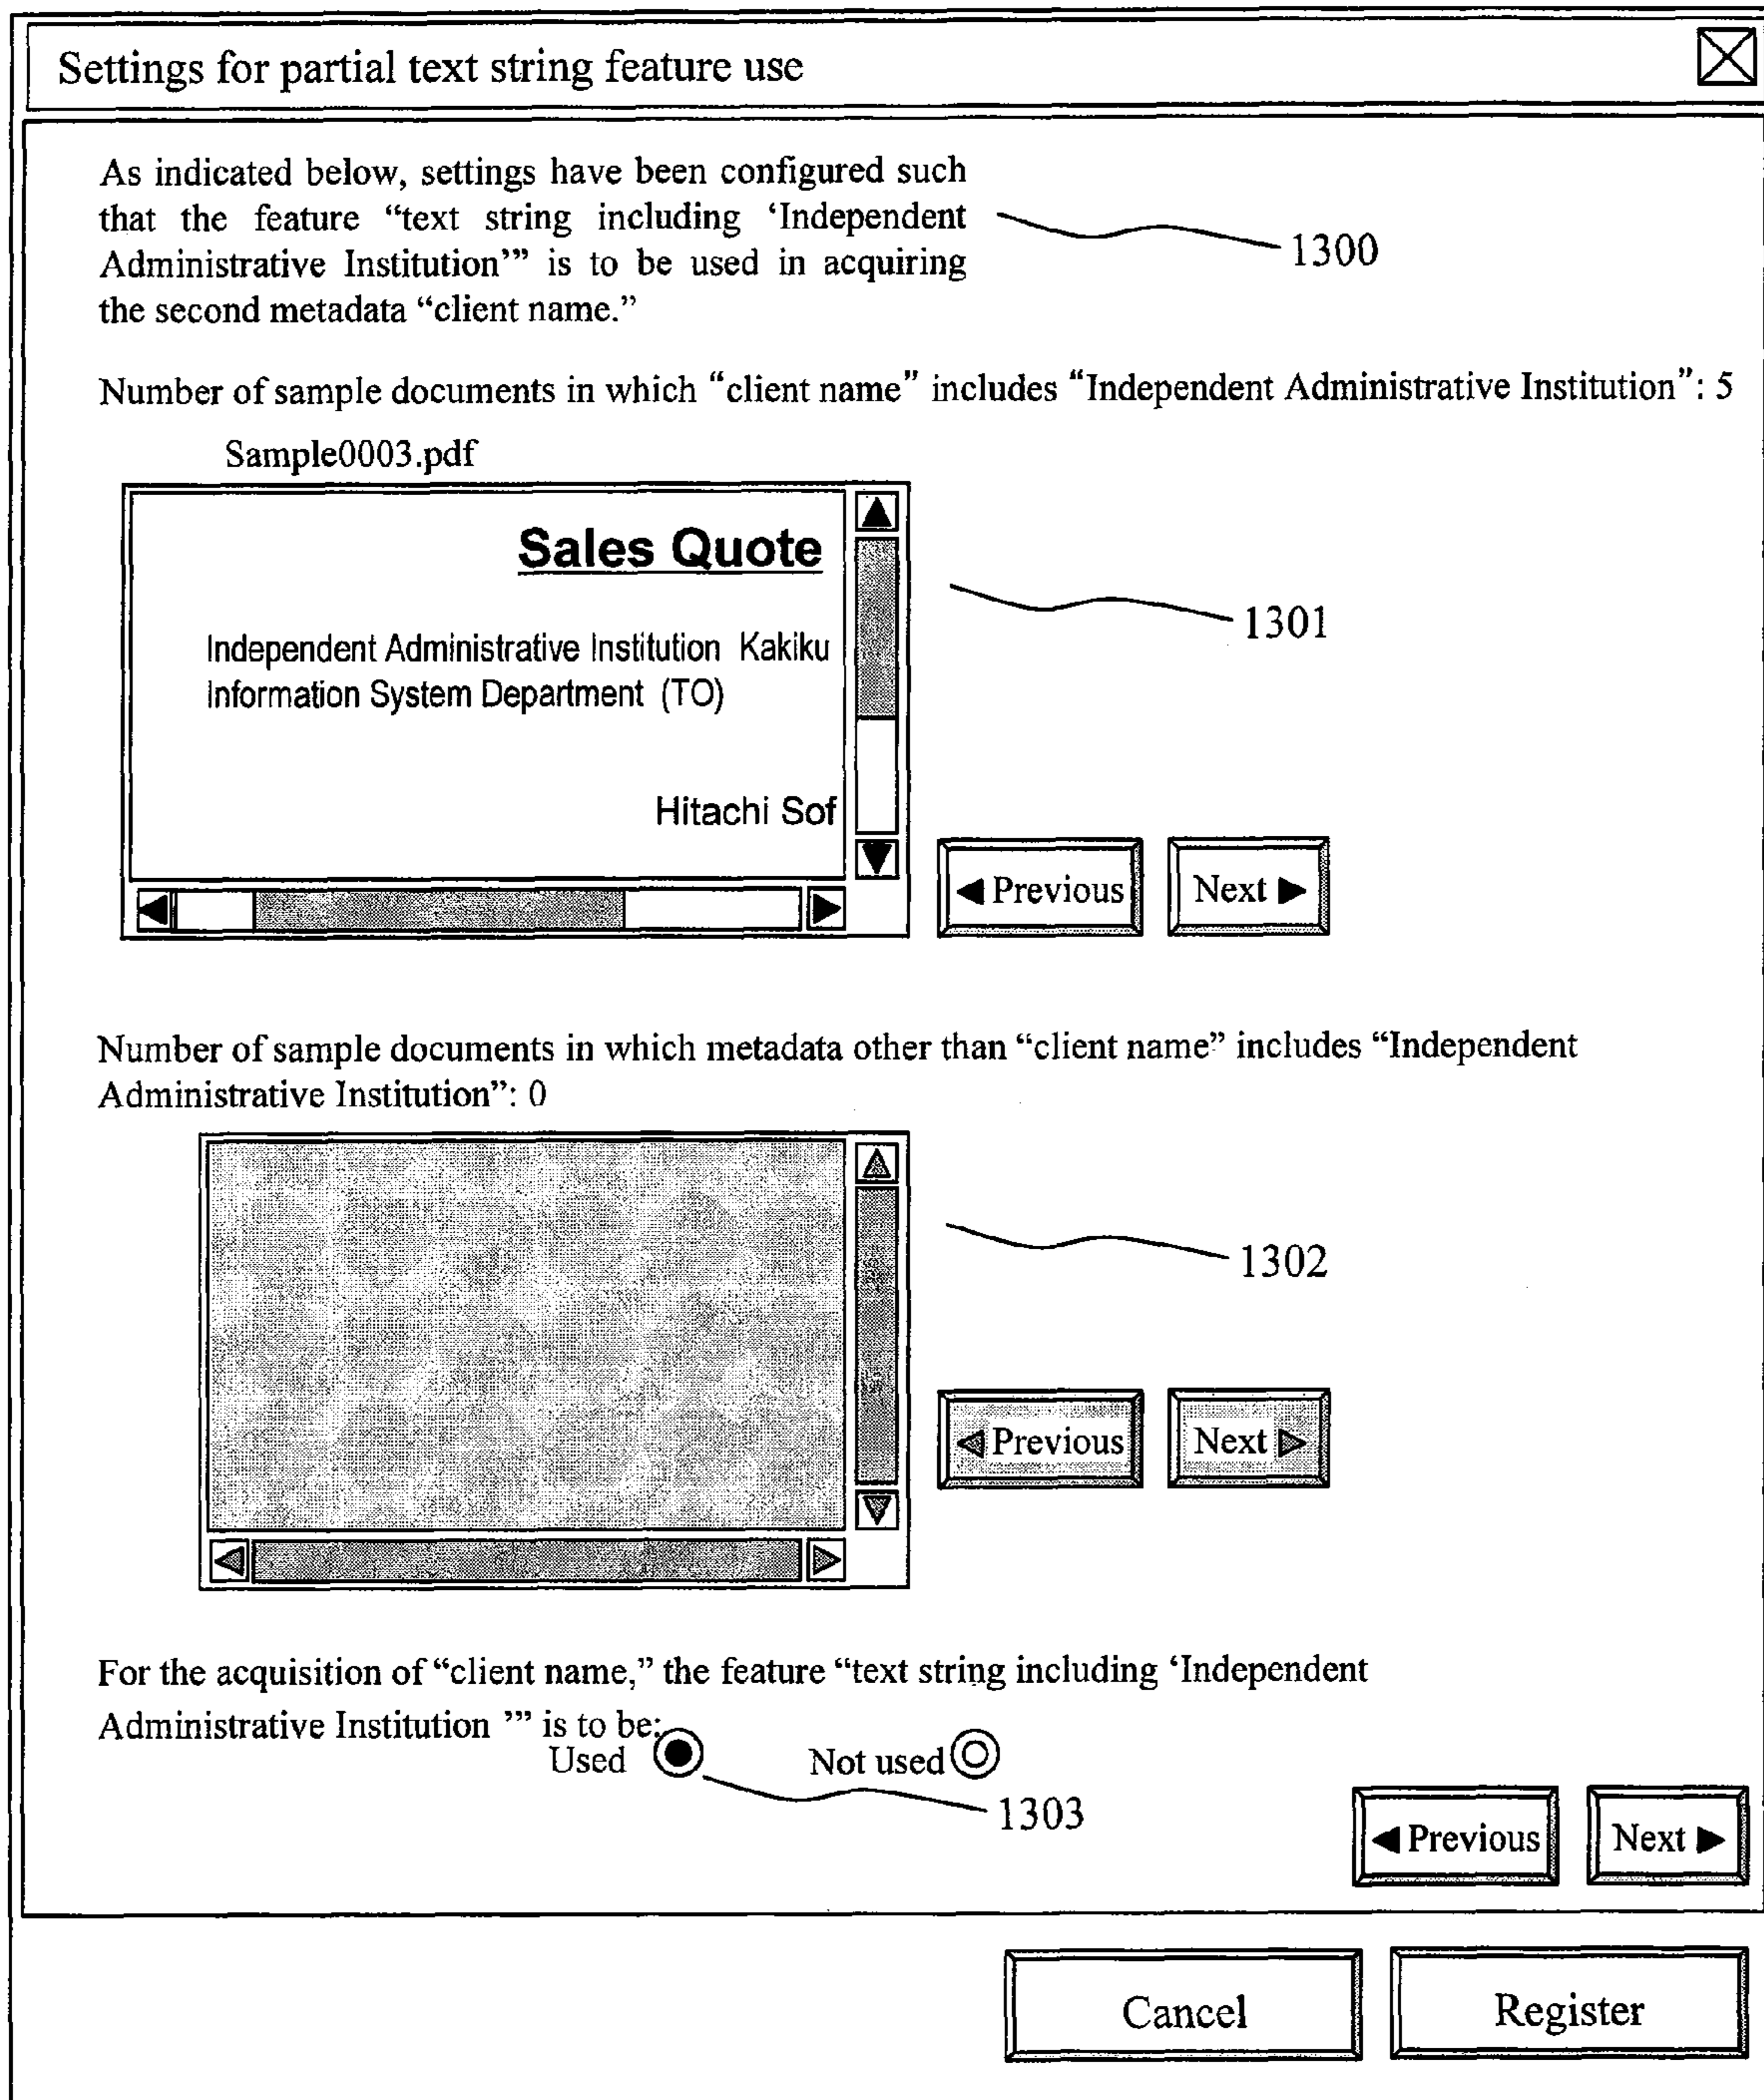 Settings for partial text string feature use
As indicated below, settings have been configured such
that the feature “text string including ‘Independent
Administrative Institution’” is to be used in acquiring
the second metadata “client name.”
1300
Number of sample documents in which “client name” includes “Independent Administrative Institution”: 5
Sample0003.pdf
Sales Quote
Independent Administrative Institution Kakiku
Information System Department (TO)
Hitachi Sof
1301
Previous
Next
Number of sample documents in which metadata other than “client name” includes “Independent
Administrative Institution”: 0
1302
Previous
Next
For the acquisition of “client name,” the feature “text string including ‘Independent
Administrative Institution ’” is to be:
Used
Not used
1303
Previous
Next
Cancel
Register